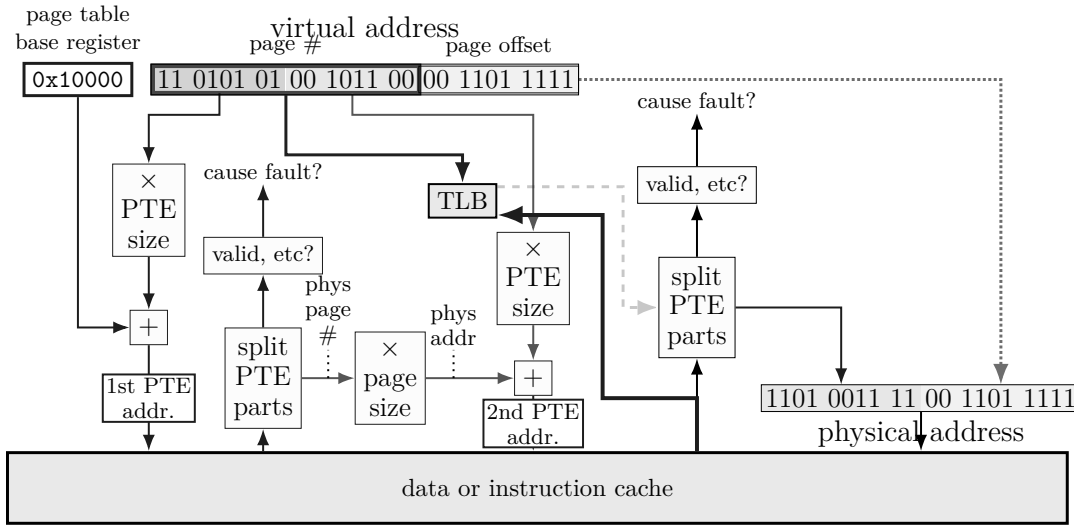 page table
base register
virtual address
page #
page offset
0x10000
11 0101 01 00 1011 00 00 1101 1111
cause fault?
valid, etc?
×
PTE
size
cause fault?
TLB
valid, etc?
×
PTE
size
split
PTE
parts
phys
page
#
phys
addr
+
split
PTE
parts
×
page
size
+
1st PTE
addr.
2nd PTE
addr.
1101 0011 11 00 1101 1111
physical address
data or instruction cache